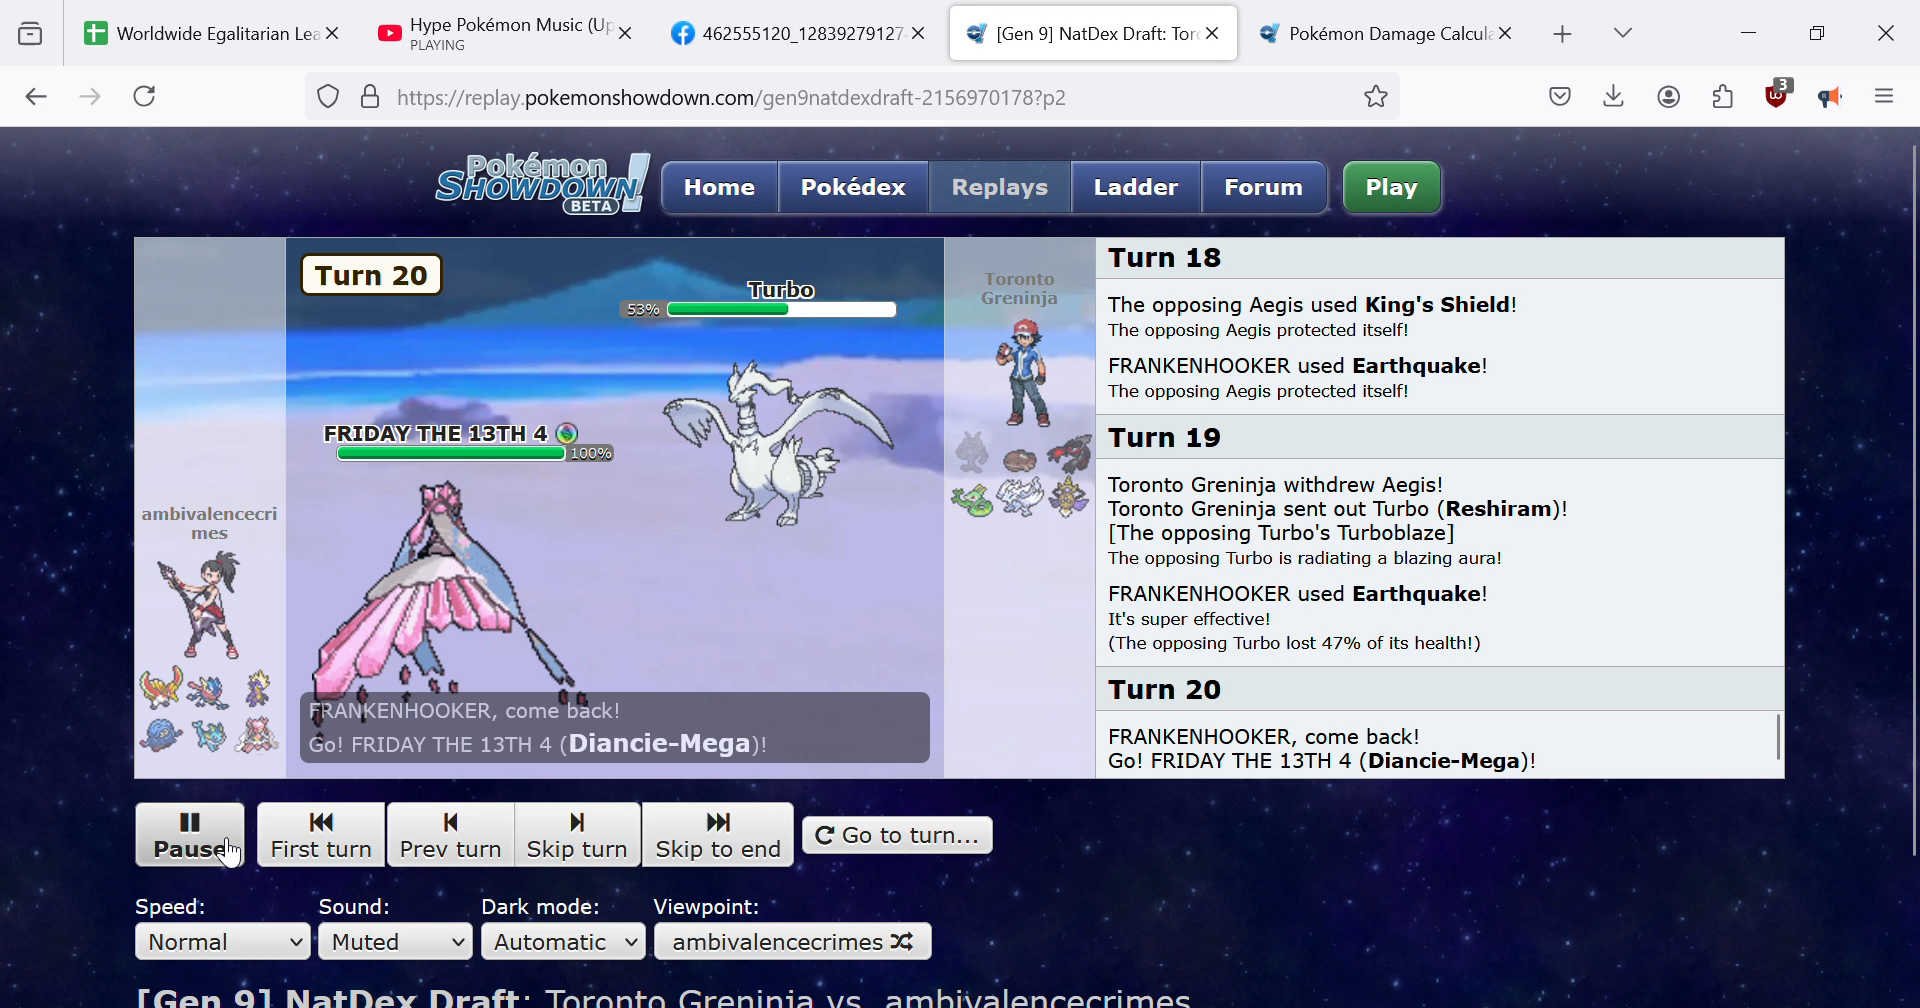 Worldwide Egalitarian Lea
Hype Pokémon Music (Up
PLAYING
462555120_12839279127
[Gen 9] NatDex Draft: Toro
Pokémon Damage Calcula
https://replay.pokemonshowdown.com/gen9natdexdraft-2156970178?p2
3
Pokémon
SHOWDOWN!
BETA
Home
Pokédex
Replays
Ladder
Forum
Play
Turn 20
Turbo
53%
FRIDAY THE 13TH 4
100%
ambivalencecri
mes
Toronto
Greninja
FRANKENHOOKER, come back!
Go! FRIDAY THE 13TH 4 (Diancie-Mega)!
Turn 18
The opposing Aegis used King's Shield!
The opposing Aegis protected itself!
FRANKENHOOKER used Earthquake!
The opposing Aegis protected itself!
Turn 19
Toronto Greninja withdrew Aegis!
Toronto Greninja sent out Turbo (Reshiram)!
[The opposing Turbo's Turboblaze]
The opposing Turbo is radiating a blazing aura!
FRANKENHOOKER used Earthquake!
It's super effective!
(The opposing Turbo lost 47% of its health!)
Turn 20
FRANKENHOOKER, come back!
Go! FRIDAY THE 13TH 4 (Diancie-Mega)!
Pause
First turn
Prev turn
Skip turn
Skip to end
Go to turn...
Speed:
Sound:
Dark mode:
Viewpoint:
Normal
Muted
Automatic
ambivalencecrimes
[Gen 9] NatDex Draft: Toronto Greninja vs. ambivalencecrimes